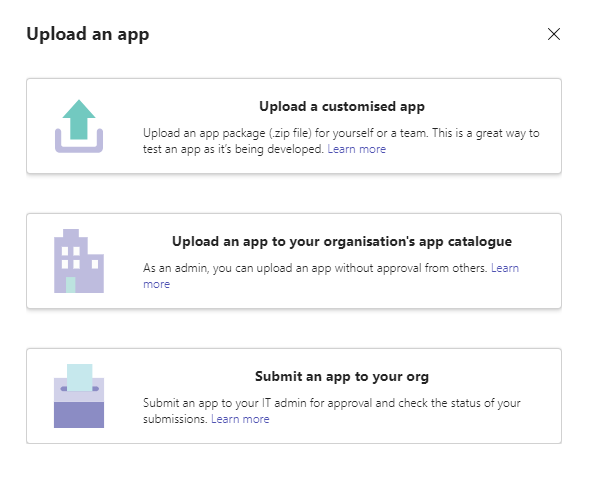 Upload an app
Upload a customised app
Upload an app package (.zip file) for yourself or a team. This is a great way to
test an app as it's being developed. Learn more
Upload an app to your organisation's app catalogue
As an admin, you can upload an app without approval from others. Learn
more
Submit an app to your org
Submit an app to your IT admin for approval and check the status of your
submissions. Learn more